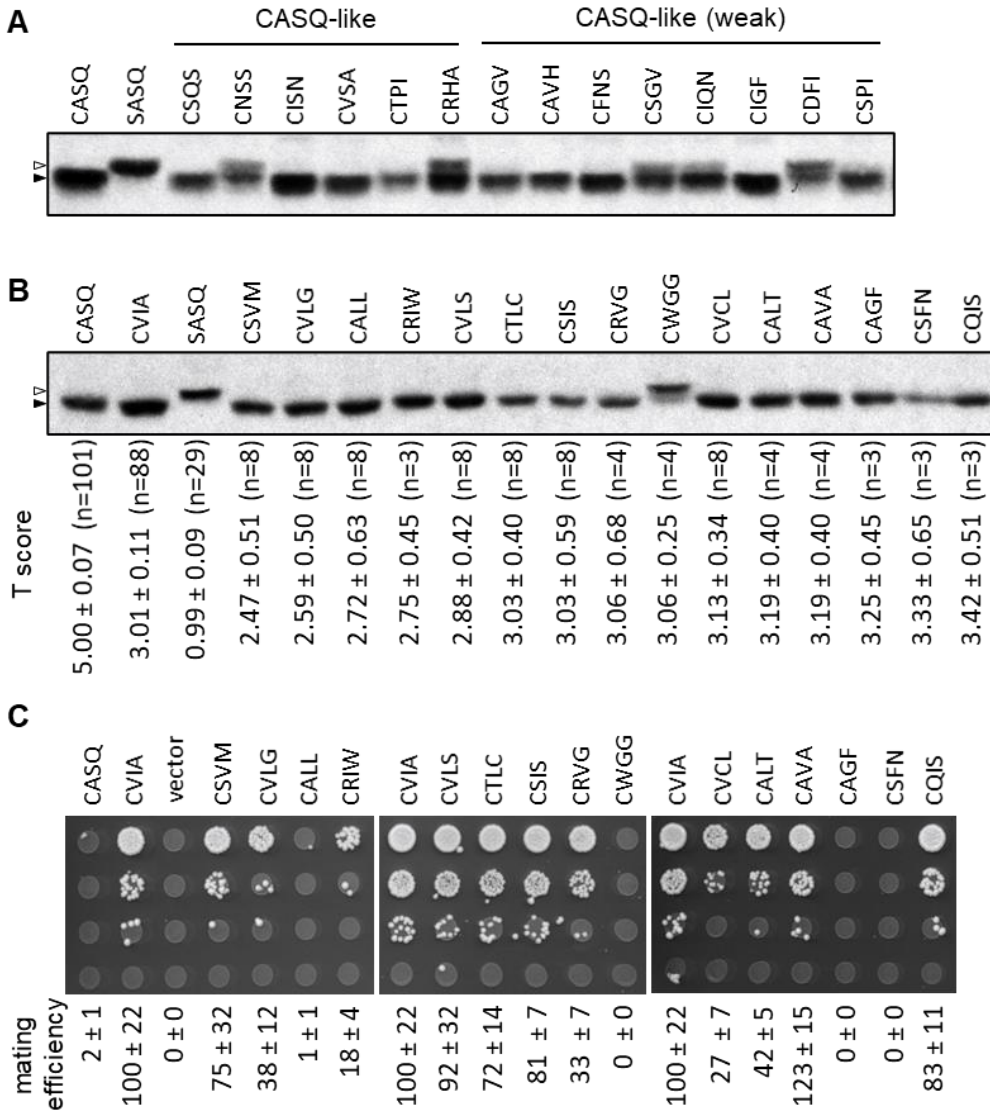 A
CASQ-like
CASQ-like (weak)
CASQ SASQ CSQS CNSS CISN CVSA CTPI CRHA CAGV CAVH CFNS CSGV CIQN CIGF CDFI CSPI
B
CASQ CVIA SASQ CSVM CVLG CALL CRIW CVLS CTLC CSIS CRVG CWGG CVCL CALT CAVA CAGF CSFN CQIS
T score
5.00 ± 0.07 (n=101)
3.01 ± 0.11 (n=88)
0.99 ± 0.09 (n=29)
2.47 ± 0.51 (n=8)
2.59 ± 0.50 (n=8)
2.72 ± 0.63 (n=8)
2.75 ± 0.45 (n=3)
2.88 ± 0.42 (n=8)
3.03 ± 0.40 (n=8)
3.03 ± 0.59 (n=8)
3.06 ± 0.68 (n=4)
3.06 ± 0.25 (n=4)
3.13 ± 0.34 (n=8)
3.19 ± 0.40 (n=4)
3.19 ± 0.40 (n=4)
3.25 ± 0.45 (n=3)
3.33 ± 0.65 (n=3)
3.42 ± 0.51 (n=3)
C
CASQ CVIA vector CSVM CVLG CALL CRIW CVIA CVLS CTLC CSIS CRVG CWGG CVIA CVCL CALT CAVA CAGF CSFN CQIS
mating
efficiency
2 ± 1
100 ± 22
0 ± 0
75 ± 32
38 ± 12
1 ± 1
18 ± 4
100 ± 22
92 ± 32
72 ± 14
81 ± 7
33 ± 7
0 ± 0
100 ± 22
27 ± 7
42 ± 5
123 ± 15
0 ± 0
0 ± 0
83 ± 11